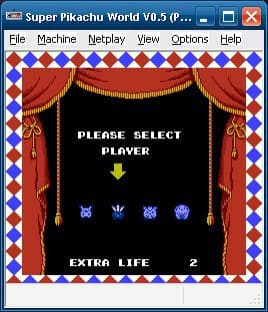 Super Pikachu World V0.5 (P...
File Machine Netplay View Options Help
PLEASE SELECT
PLAYER
EXTRA LIFE 2